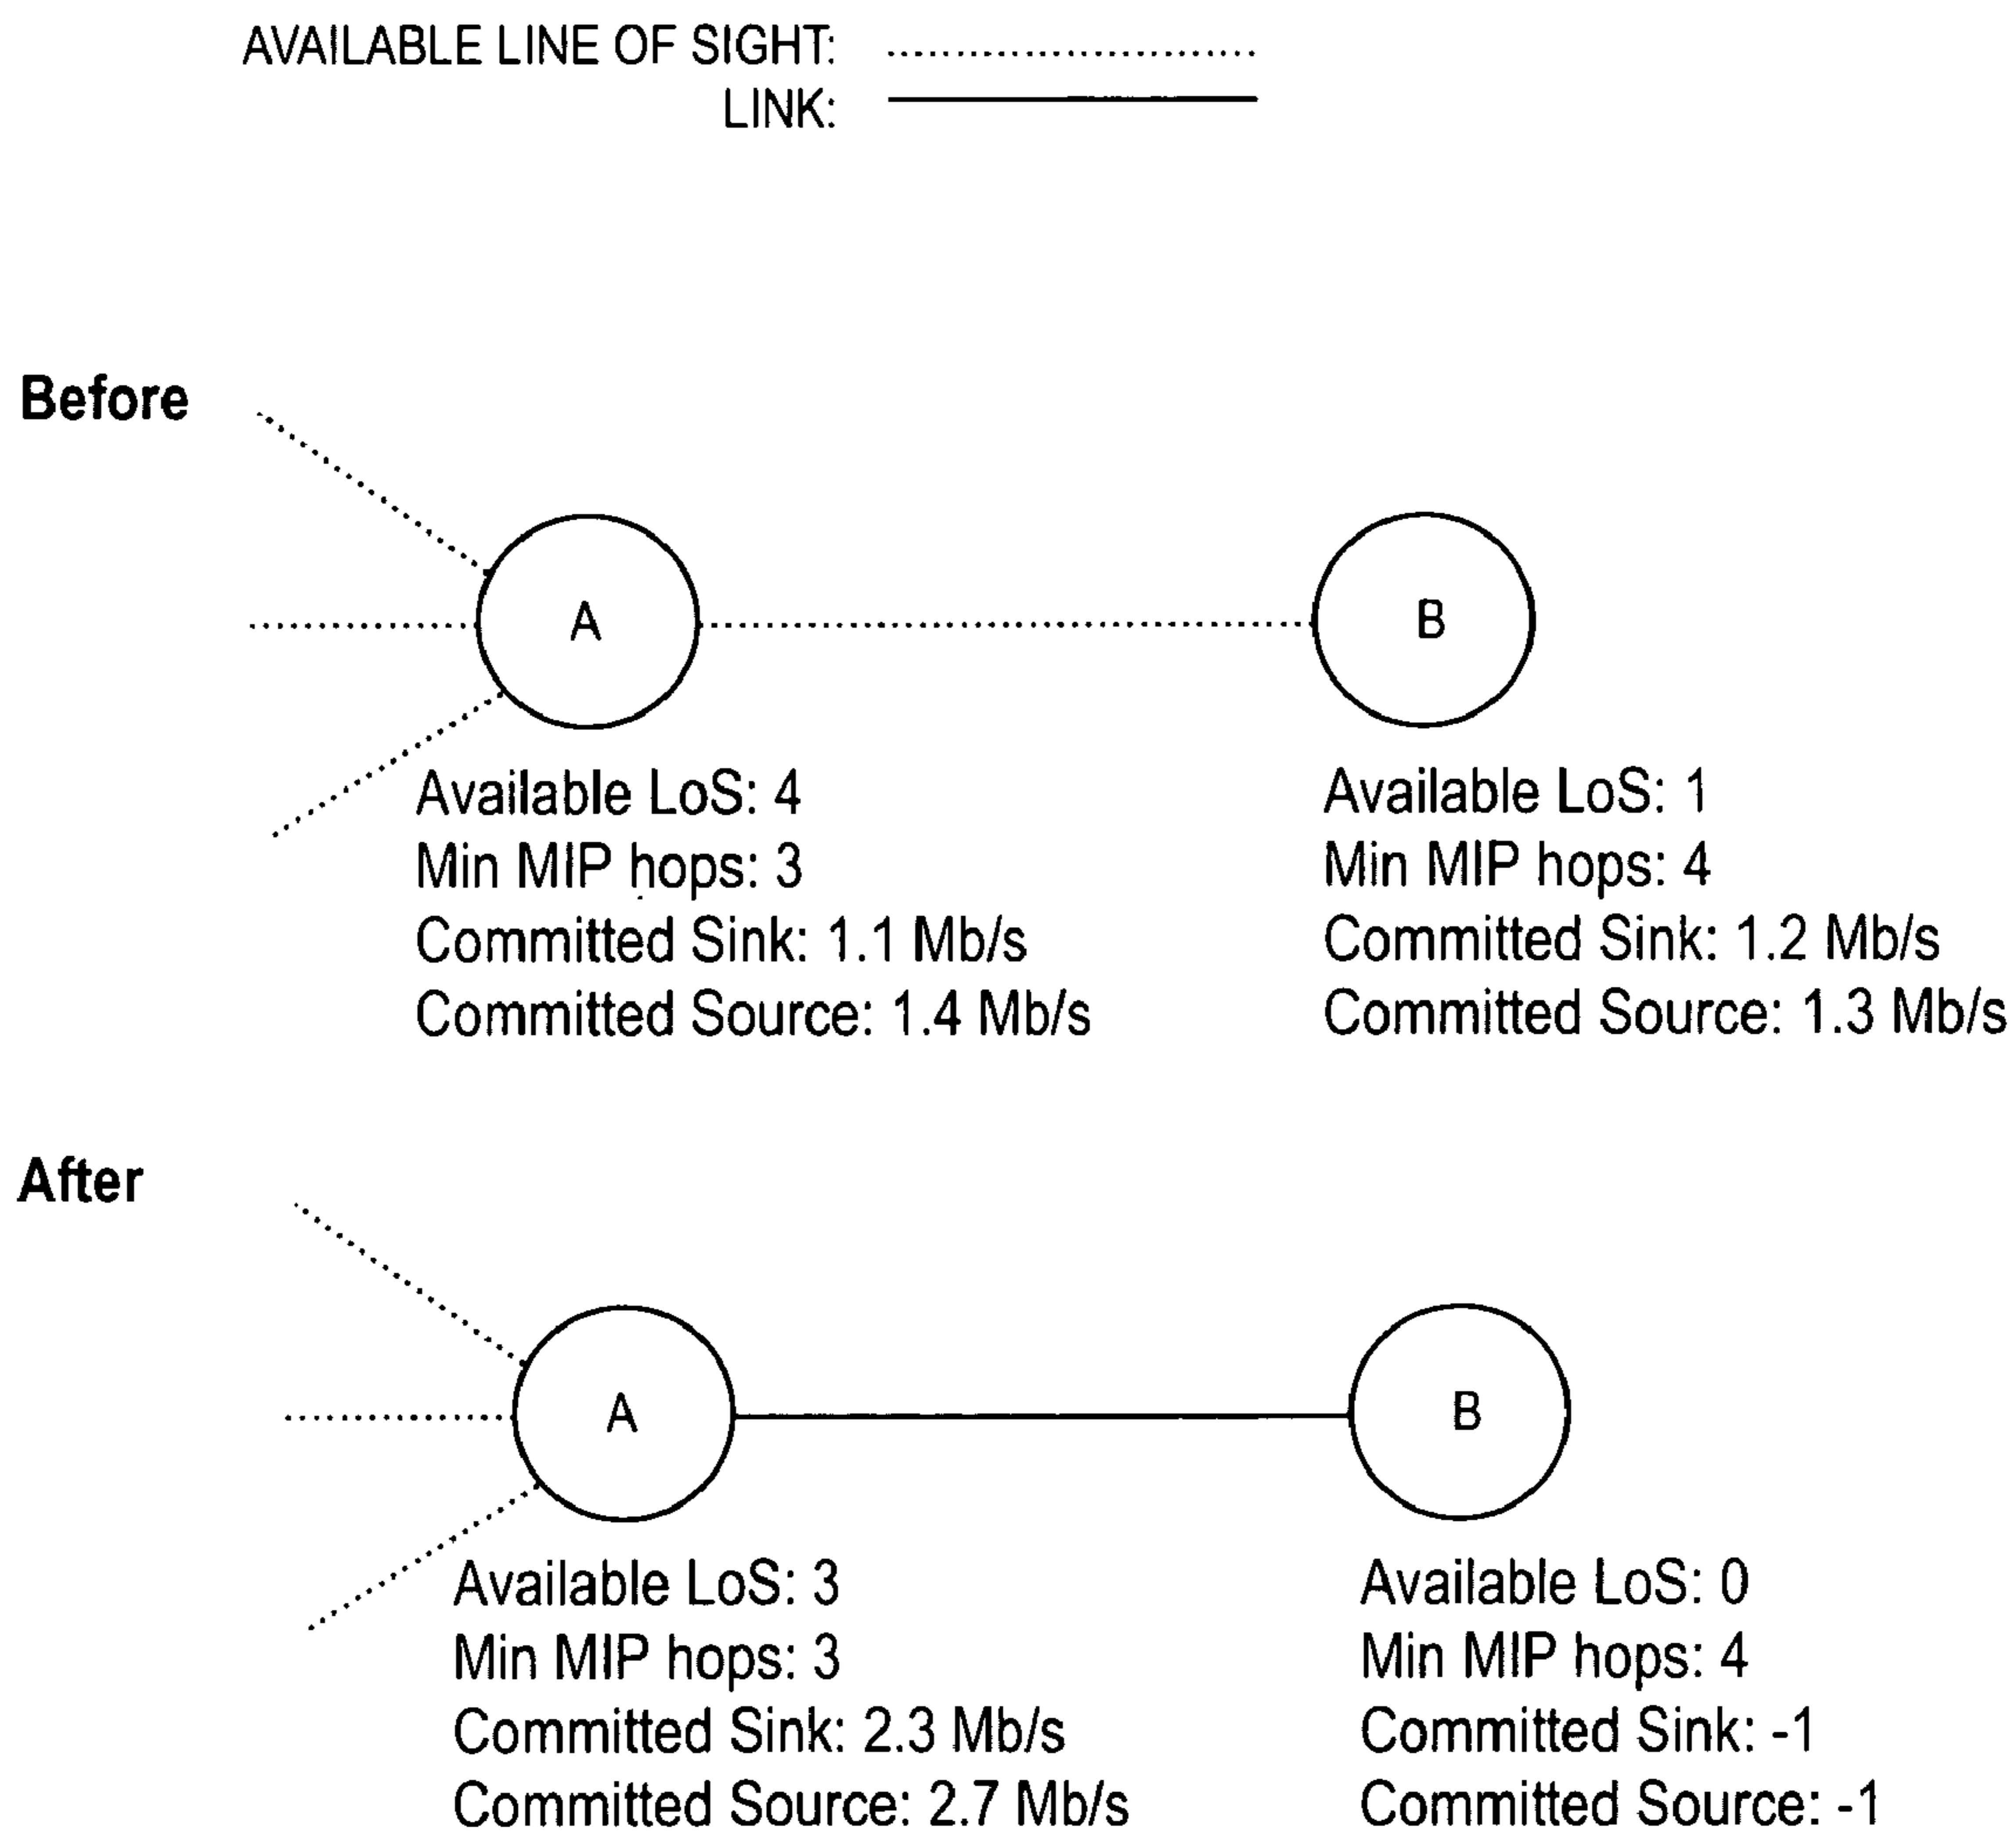 AVAILABLE LINE OF SIGHT:
LINK:
Before
A
B
Available LoS: 4
Min MIP hops: 3
Committed Sink: 1.1 Mb/s
Committed Source: 1.4 Mb/s
Available LoS: 1
Min MIP hops: 4
Committed Sink: 1.2 Mb/s
Committed Source: 1.3 Mb/s
After
A
B
Available LoS: 3
Min MIP hops: 3
Committed Sink: 2.3 Mb/s
Committed Source: 2.7 Mb/s
Available LoS: 0
Min MIP hops: 4
Committed Sink: -1
Committed Source: -1